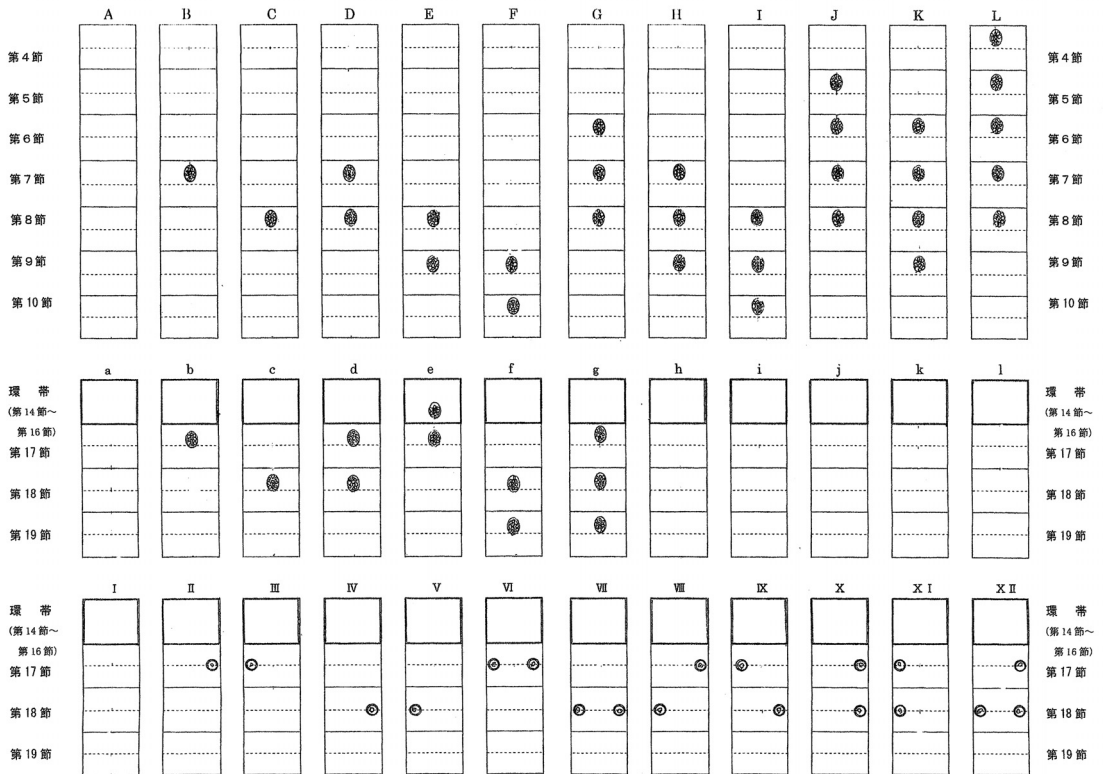 A B C D E F G H I J K L
第4節 第4節
第5節 第5節
第6節 第6節
第7節 第7節
第8節 第8節
第9節 第9節
第10節 第10節
a b c d e f g h i j k l
環 帯 環 帯
(第14節～ (第14節～
第16節) 第16節)
第17節 第17節
第18節 第18節
第19節 第19節
Ⅰ Ⅱ Ⅲ Ⅳ Ⅴ Ⅵ Ⅶ Ⅷ Ⅸ Ⅹ ⅩⅠ ⅩⅡ
環 帯 環 帯
(第14節～ (第14節～
第16節) 第16節)
第17節 第17節
第18節 第18節
第19節 第19節